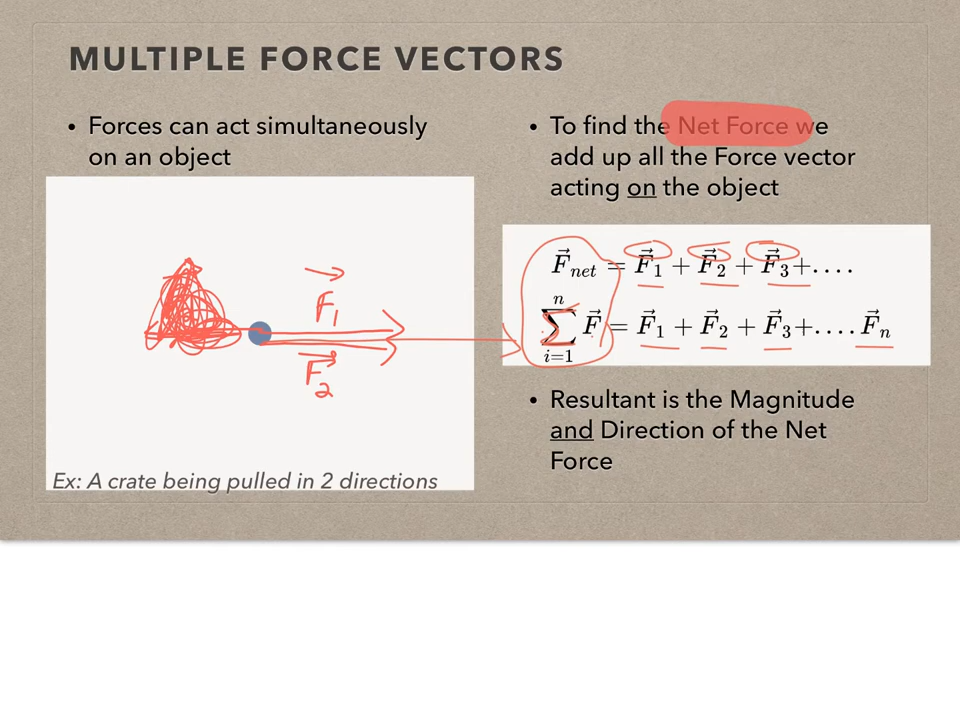 MULTIPLE FORCE VECTORS
• Forces can act simultaneously
on an object
F⃗₁
F⃗₂
Ex: A crate being pulled in 2 directions
• To find the Net Force we
add up all the Force vector
acting on the object
F⃗net = F⃗₁ + F⃗₂ + F⃗₃+....
n
∑ F⃗ = F⃗₁ + F⃗₂ + F⃗₃+....F⃗ₙ
i=1
• Resultant is the Magnitude
and Direction of the Net
Force